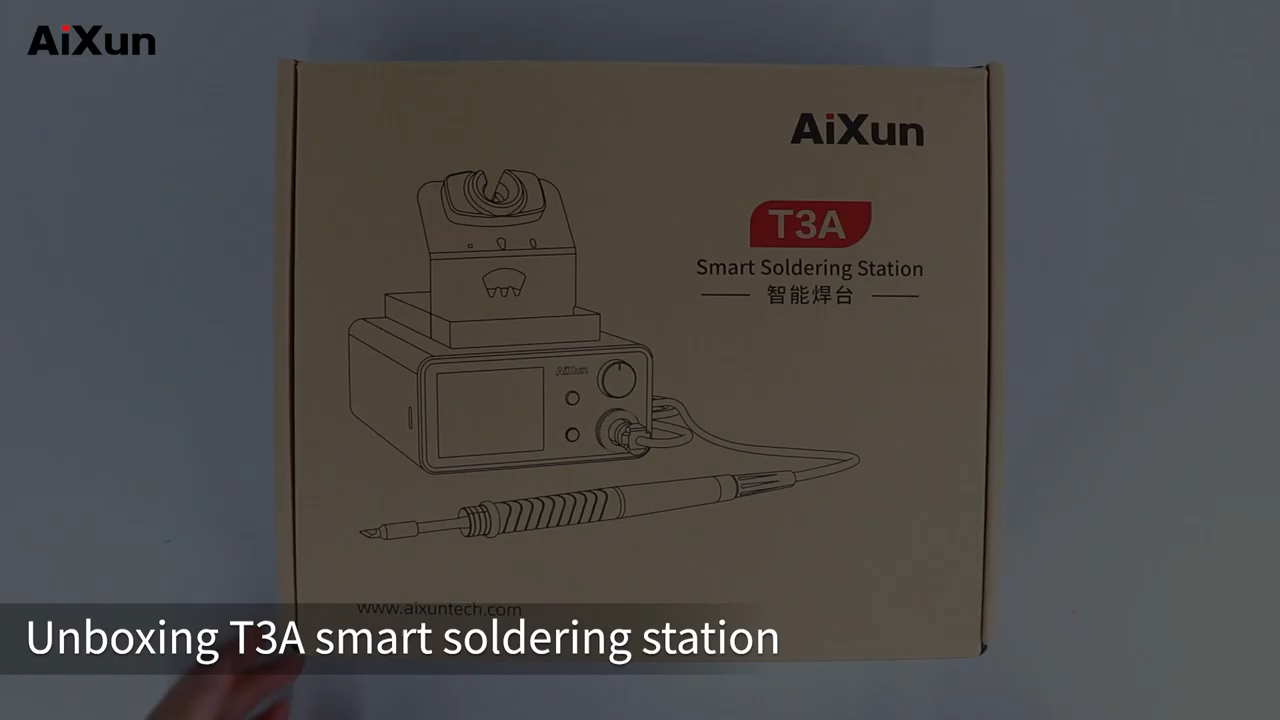 AiXun
AiXun
T3A
Smart Soldering Station
智能焊台
AiXun
www.aixuntech.com
Unboxing T3A smart soldering station